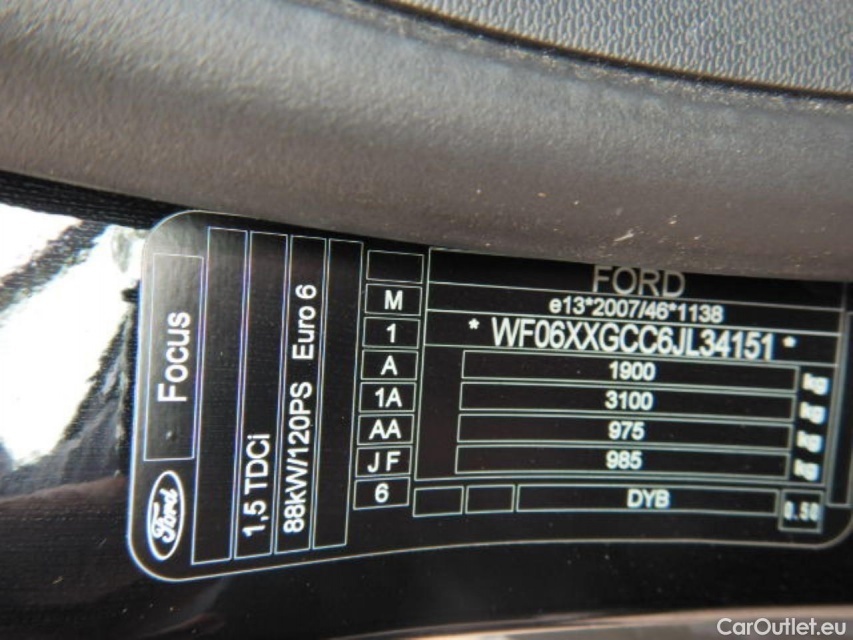 FORD
e13*2007/46*1138
* WF06XXGCC6JL34151 *
1900 kg
3100 kg
975 kg
985 kg
DYB
0.50
M
1
A
1A
AA
J F
6
Ford
Focus
1,5 TDCi
88kW/120PS Euro 6
CarOutlet.eu